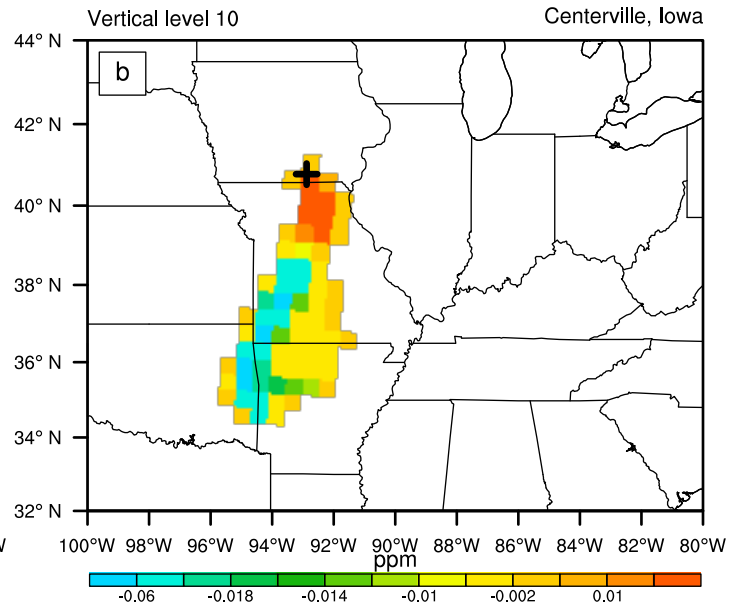 Vertical level 10 Centerville, Iowa
b
44° N
42° N
40° N
38° N
36° N
34° N
32° N
W 100°W 98°W 96°W 94°W 92°W 90°W 88°W 86°W 84°W 82°W 80°W
ppm
-0.06 -0.018 -0.014 -0.01 -0.002 0.01